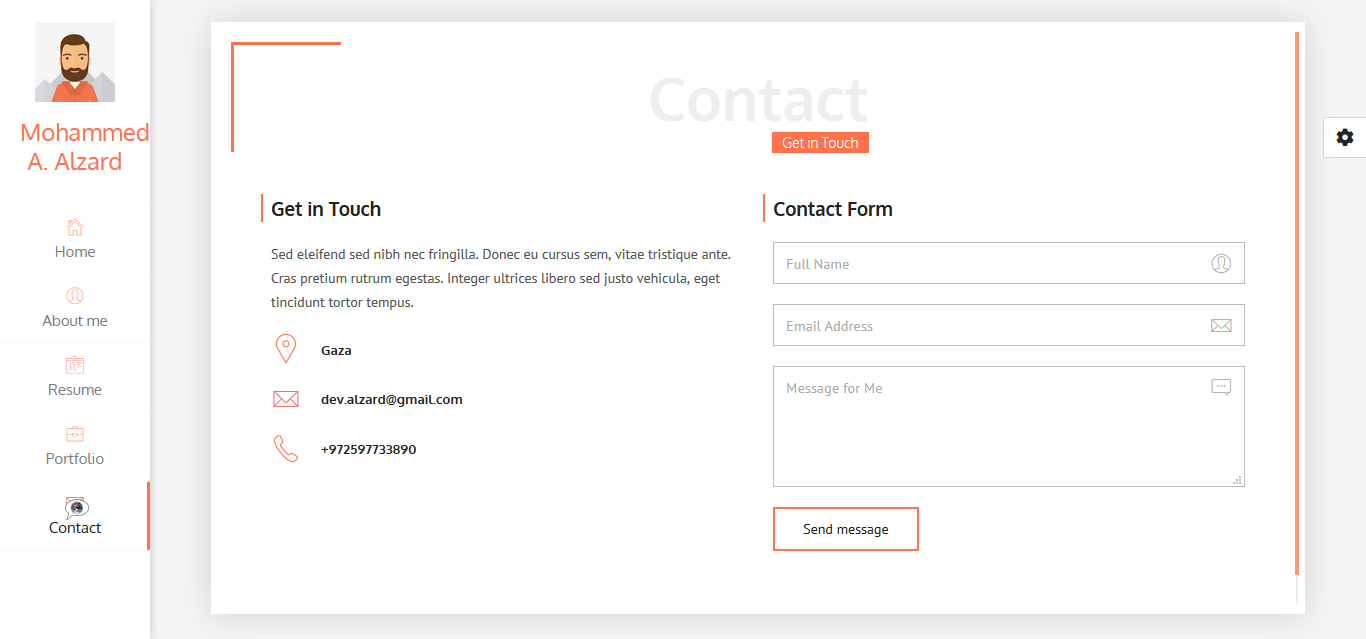 Mohammed
A. Alzard
Home
About me
Resume
Portfolio
Contact
Contact
Get in Touch
Get in Touch
Sed eleifend sed nibh nec fringilla. Donec eu cursus sem, vitae tristique ante.
Cras pretium rutrum egestas. Integer ultrices libero sed justo vehicula, eget
tincidunt tortor tempus.
Gaza
dev.alzard@gmail.com
+972597733890
Contact Form
Full Name
Email Address
Message for Me
Send message